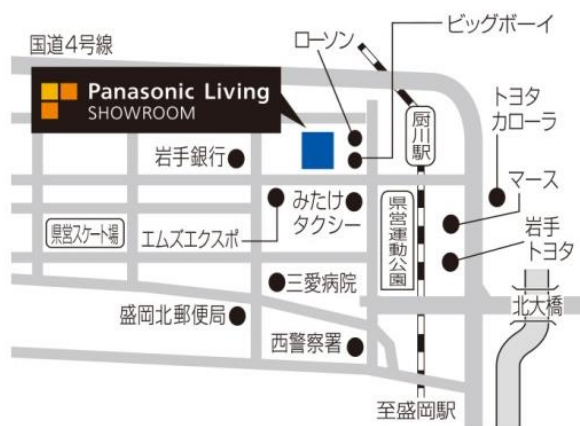 国道4号線
ローソン
ビッグボーイ
Panasonic Living
SHOWROOM
厨川駅
トヨタ
カローラ
岩手銀行
マース
みたけ
タクシー
県営運動公園
県営スケート場
エムズエクスポ
岩手
トヨタ
三愛病院
北大橋
盛岡北郵便局
西警察署
至盛岡駅